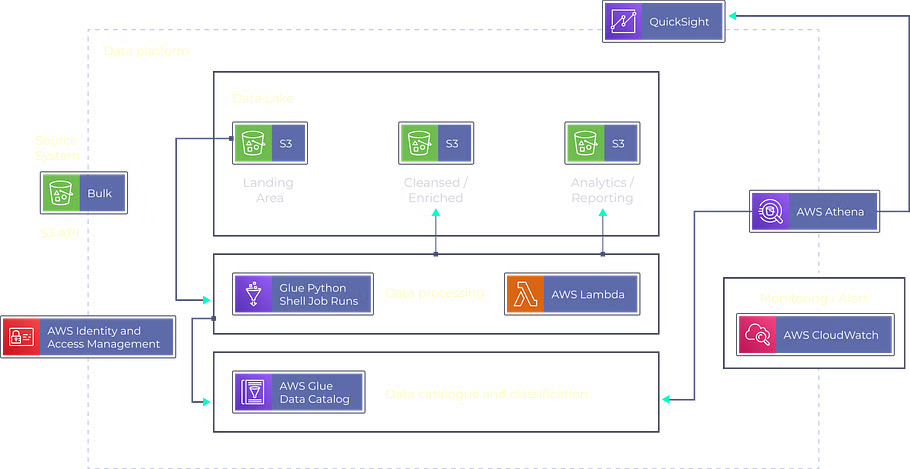 QuickSight
Data platform
Data Lake
Source
System
S3
S3
S3
Landing
Area
Cleansed /
Enriched
Analytics /
Reporting
Bulk
S3 API
AWS Athena
Glue Python
Shell Job Runs
Data processing
AWS Lambda
Monitoring / Alert
AWS CloudWatch
AWS Identity and
Access Management
AWS Glue
Data Catalog
Data catalogue and classification